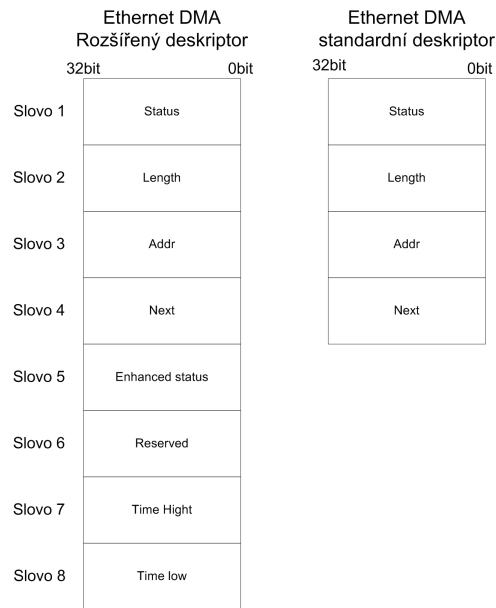 Ethernet DMA
Rozšířený deskriptor
32bit 0bit
Slovo 1 Status
Slovo 2 Length
Slovo 3 Addr
Slovo 4 Next
Slovo 5 Enhanced status
Slovo 6 Reserved
Slovo 7 Time Hight
Slovo 8 Time low
Ethernet DMA
standardní deskriptor
32bit 0bit
Status
Length
Addr
Next